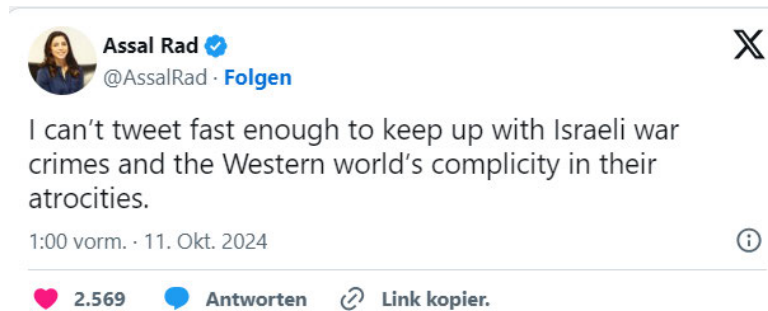 Assal Rad
@AssalRad · Folgen
I can't tweet fast enough to keep up with Israeli war
crimes and the Western world's complicity in their
atrocities.
1:00 vorm. · 11. Okt. 2024
2.569 Antworten Link kopier.